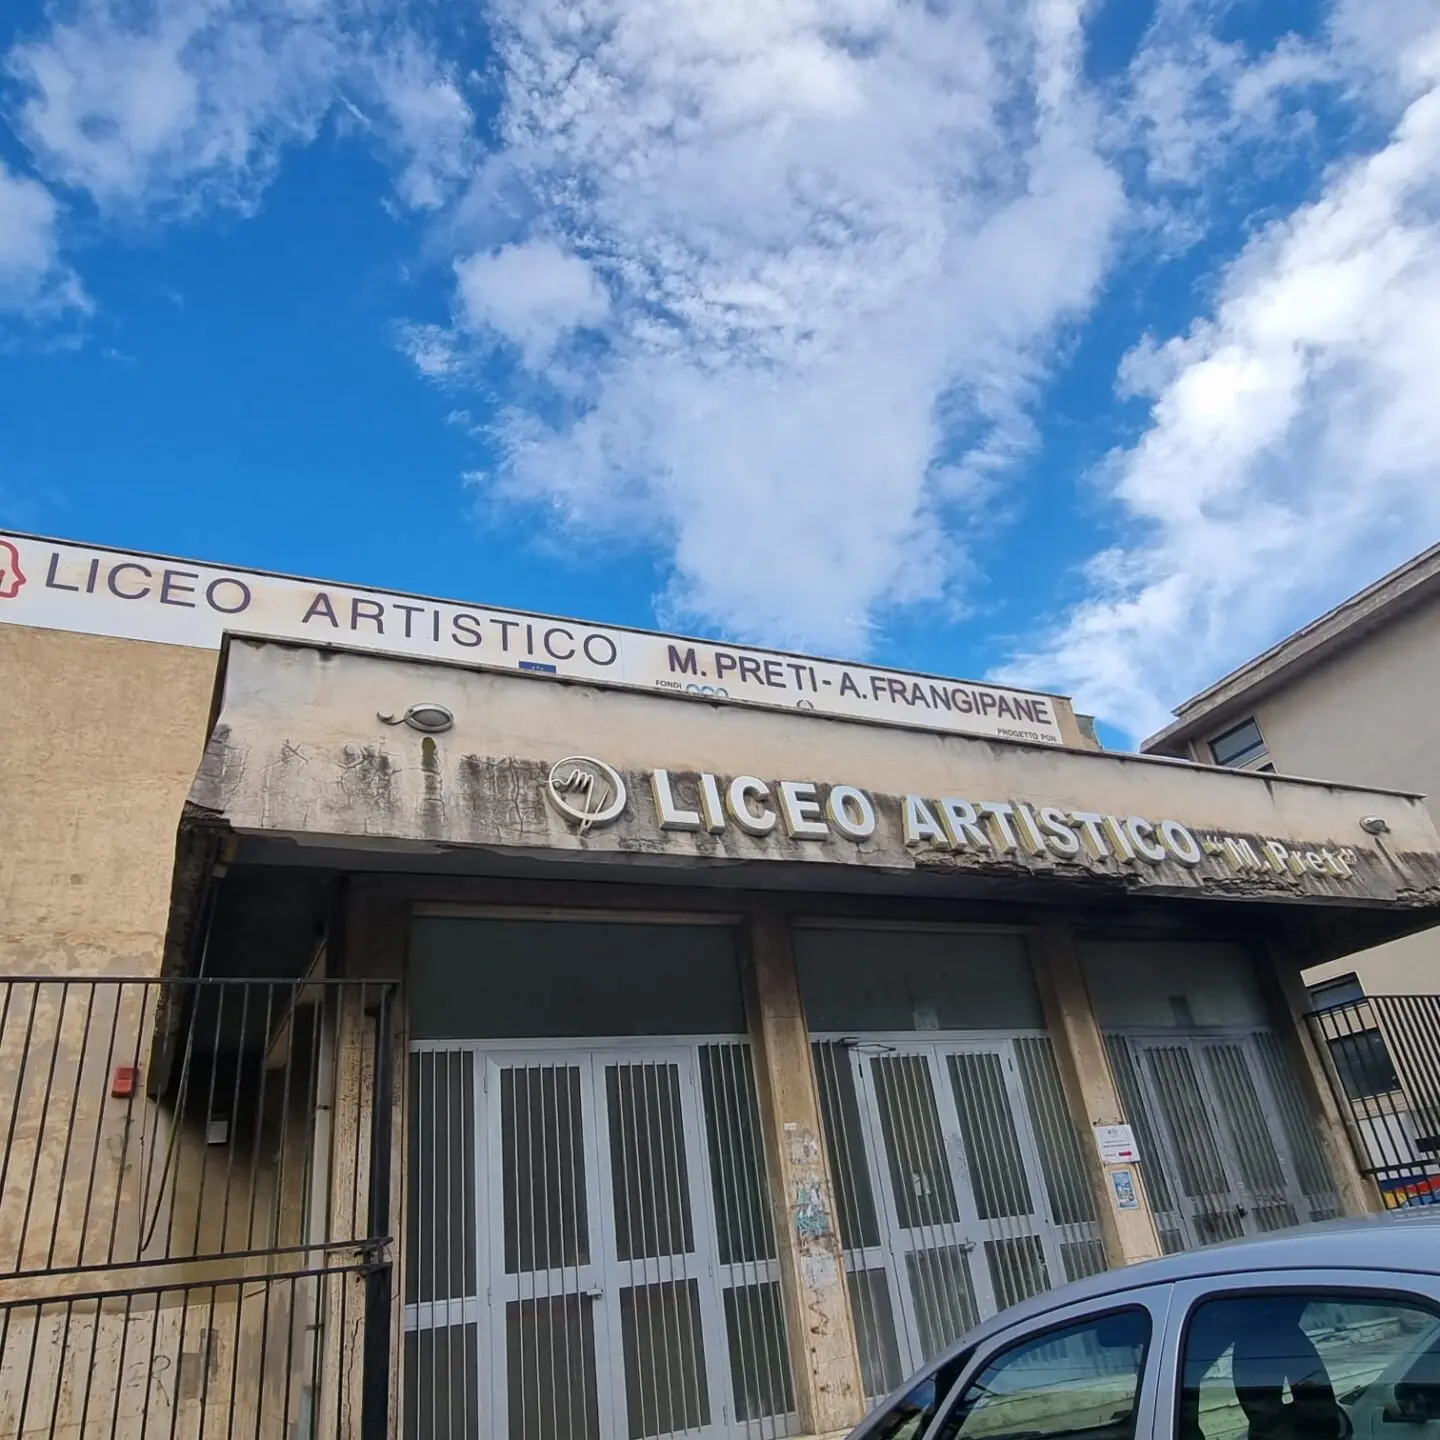 LICEO ARTISTICO M. PRETI - A. FRANGIPANE
FONDI
PROGETTO PON
LICEO ARTISTICO "M. Preti"